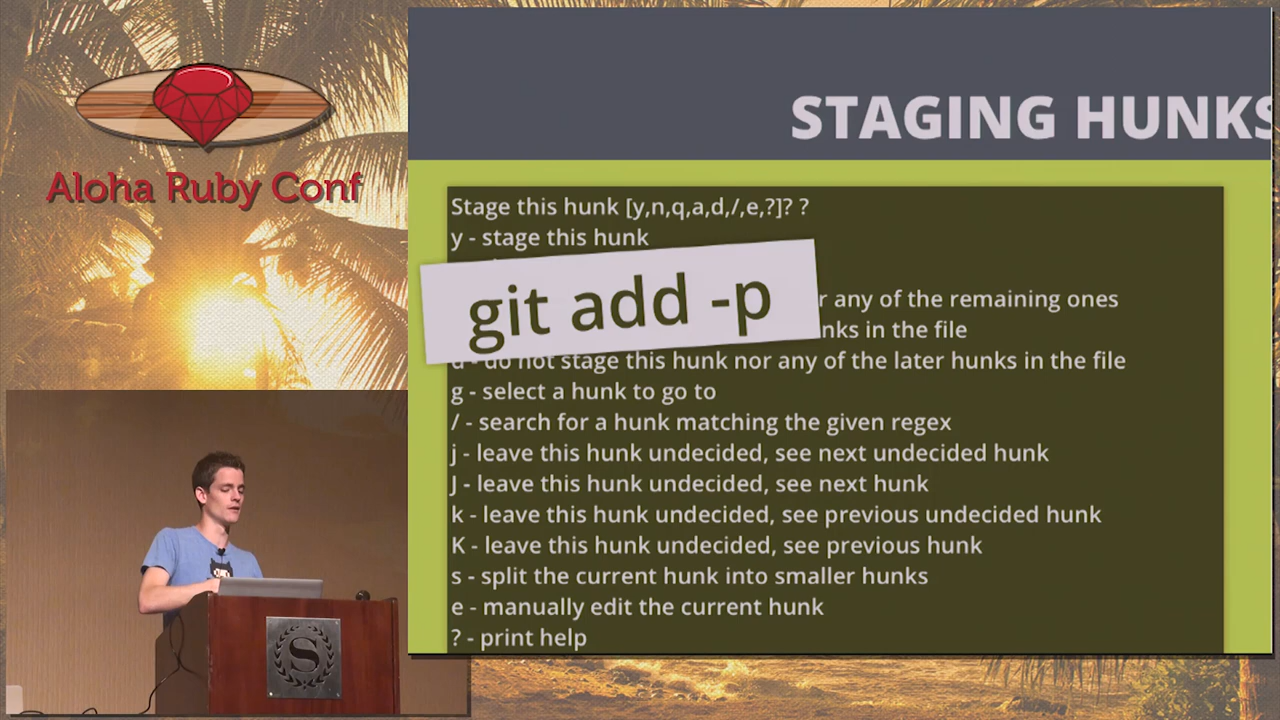 Aloha Ruby Conf
STAGING HUNKS
Stage this hunk [y,n,q,a,d,/,e,?]? ?
y - stage this hunk
git add -p
r any of the remaining ones
nks in the file
d - do not stage this hunk nor any of the later hunks in the file
g - select a hunk to go to
/ - search for a hunk matching the given regex
j - leave this hunk undecided, see next undecided hunk
J - leave this hunk undecided, see next hunk
k - leave this hunk undecided, see previous undecided hunk
K - leave this hunk undecided, see previous hunk
s - split the current hunk into smaller hunks
e - manually edit the current hunk
? - print help
S